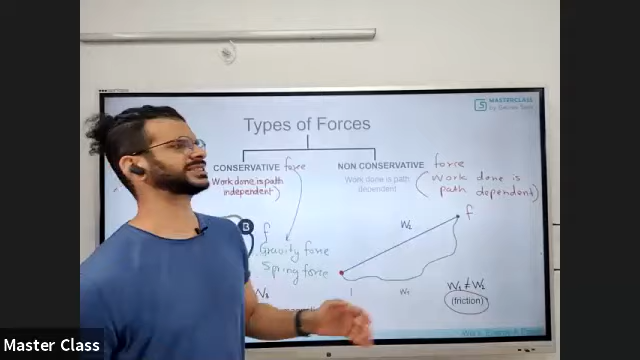 MASTERCLASS
Types of Forces
CONSERVATIVE force
Work done is path
independent)
NON CONSERVATIVE force
Work done is path
dependent
(Work done is
path dependent)
B
f
Gravity force
Spring force
W₂
f
W₁
W₁ ≠ W₂
(friction)
Master Class